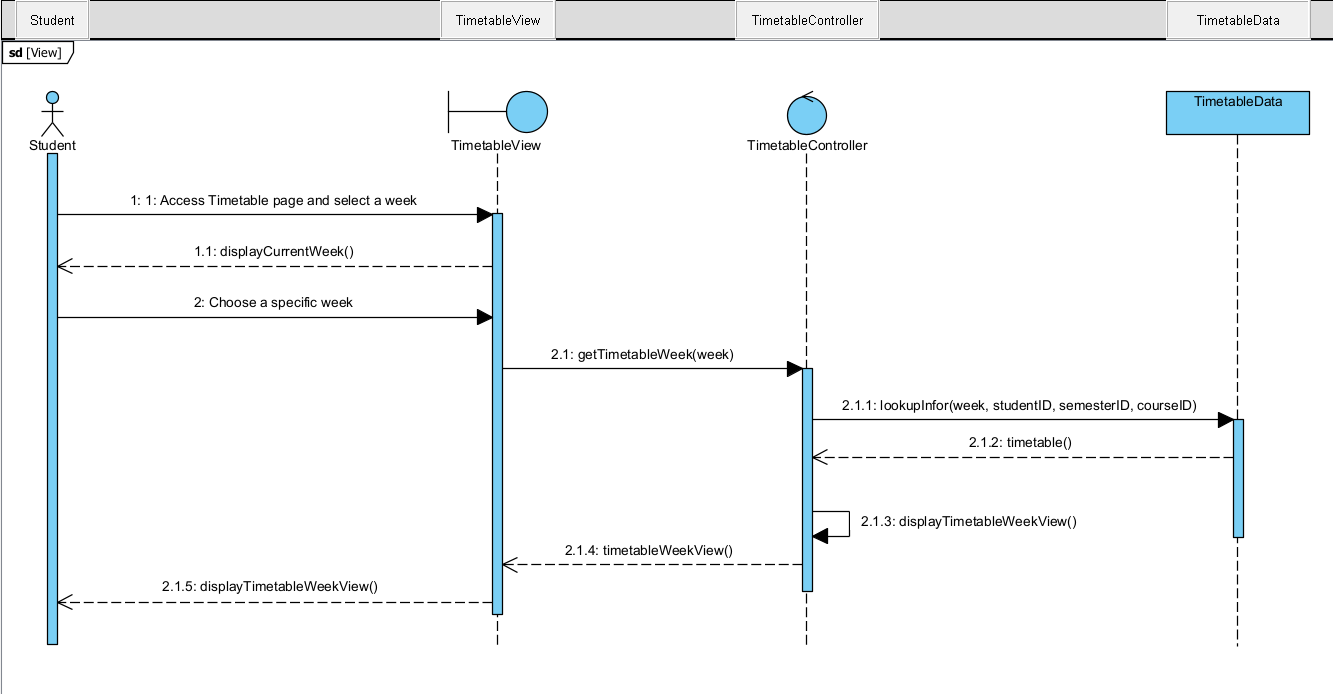 Student
TimetableView
TimetableController
TimetableData
sd [View]
TimetableData
Student
TimetableView
TimetableController
1: 1: Access Timetable page and select a week
1.1: displayCurrentWeek()
2: Choose a specific week
2.1: getTimetableWeek(week)
2.1.1: lookupInfor(week, studentID, semesterID, courseID)
2.1.2: timetable()
2.1.3: displayTimetableWeekView()
2.1.4: timetableWeekView()
2.1.5: displayTimetableWeekView()